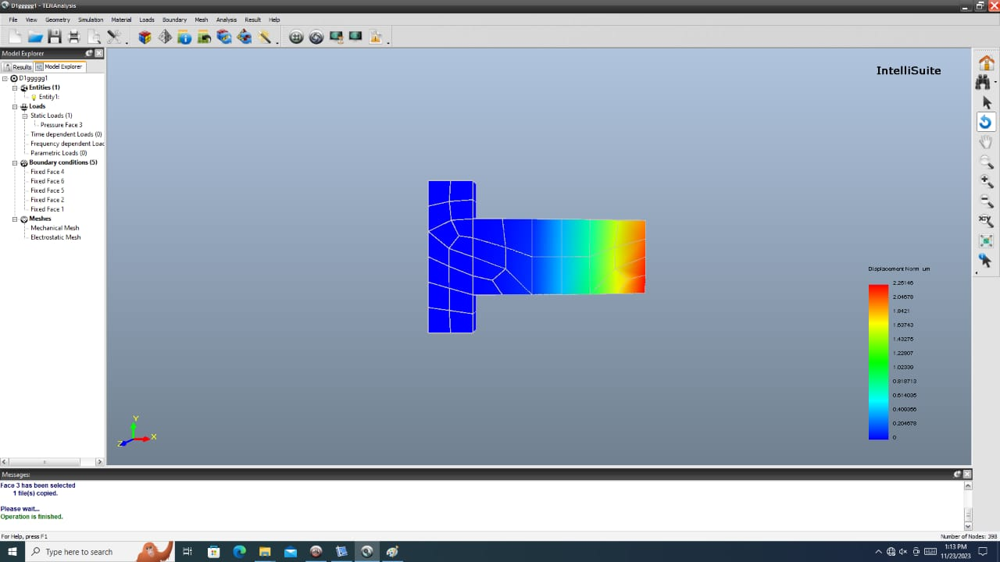 D1ggggg1 - TEMAnalysis
File View Geometry Simulation Material Loads Boundary Mesh Analysis Result Help
Model Explorer
Results Model Explorer
D1ggggg1
Entities (1)
Entity1:
Loads
Static Loads (1)
Pressure Face 3
Time dependent Loads (0)
Frequency dependent Loac
Parametric Loads (0)
Boundary conditions (5)
Fixed Face 4
Fixed Face 6
Fixed Face 5
Fixed Face 2
Fixed Face 1
Meshes
Mechanical Mesh
Electrostatic Mesh
IntelliSuite
Displacement Norm um
2.25146
2.04678
1.8421
1.63743
1.43275
1.22807
1.02339
0.818713
0.614035
0.409356
0.204678
0
Y
X
Z
Messages:
Face 3 has been selected
1 file(s) copied.
Please wait...
Operation is finished.
For Help, press F1
Number of Nodes: 398
Type here to search
1:13 PM
11/23/2023